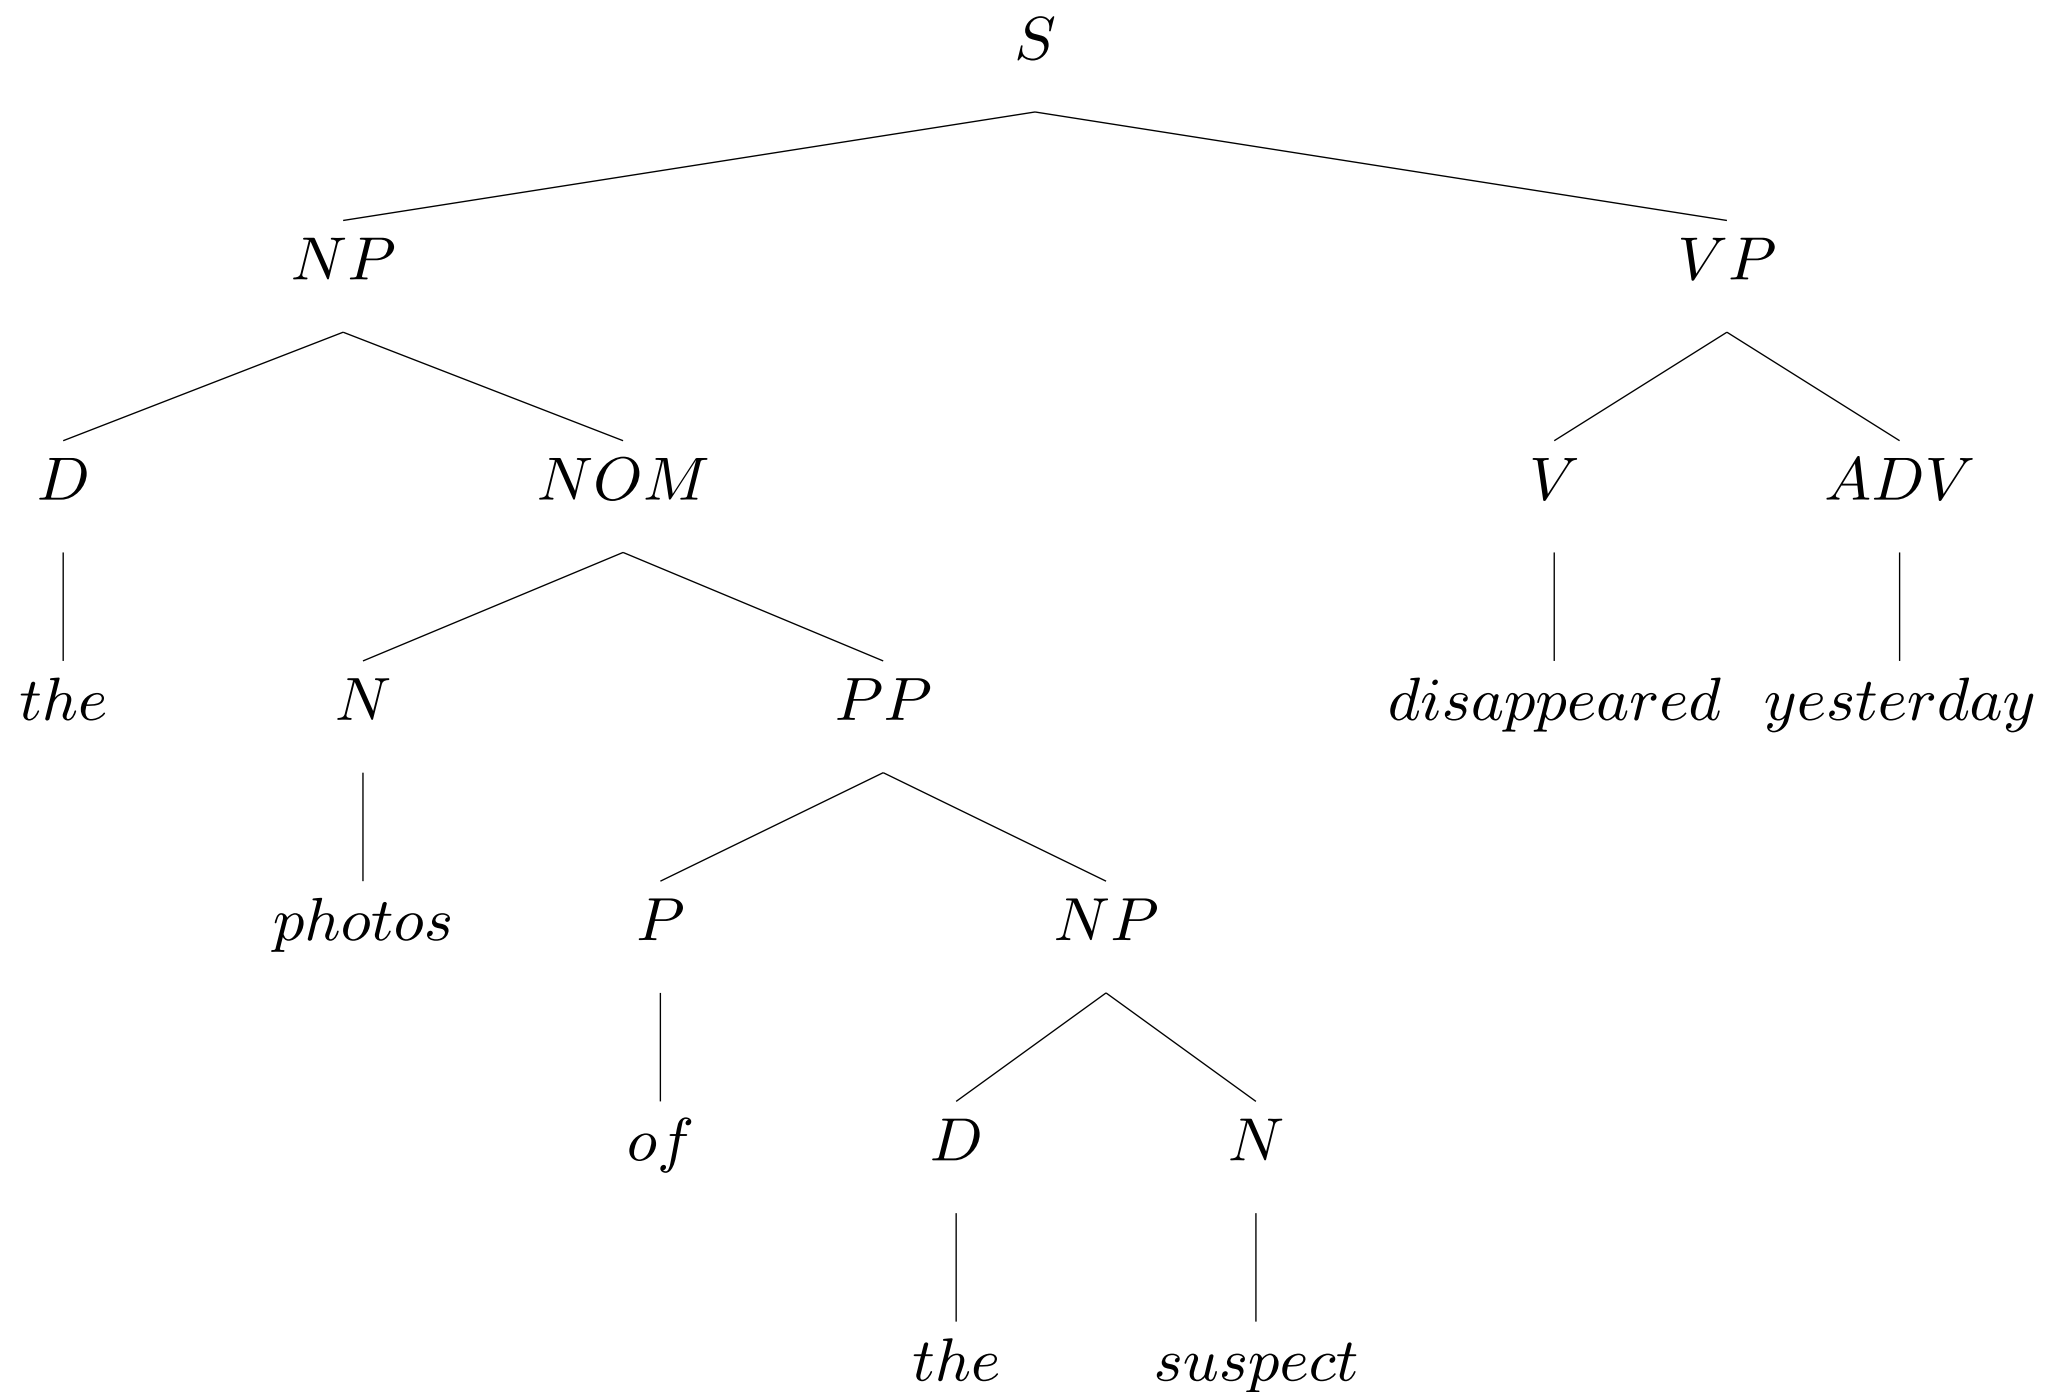 S
NP VP
D NOM V ADV
the N PP disappeared yesterday
photos P NP
of D N
the suspect